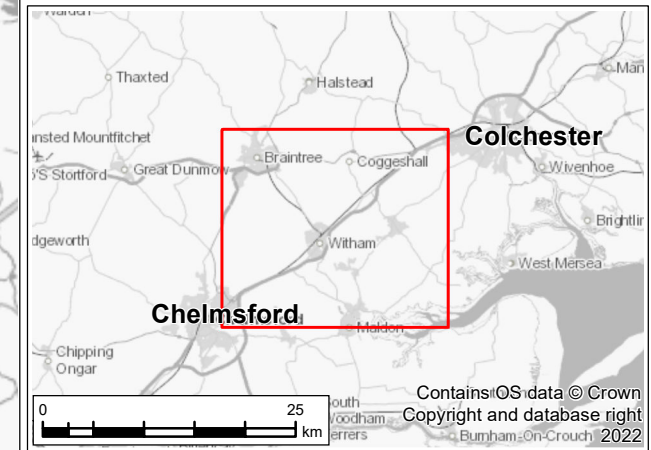 Thaxted
Halstead
Colchester
Braintree
Coggeshall
Wivenhoe
Great Dunmow
Witham
West Mersea
Chelmsford
Maldon
Chipping
Ongar
Burnham-On-Crouch
0 25
km
Contains OS data © Crown
Copyright and database right
2022